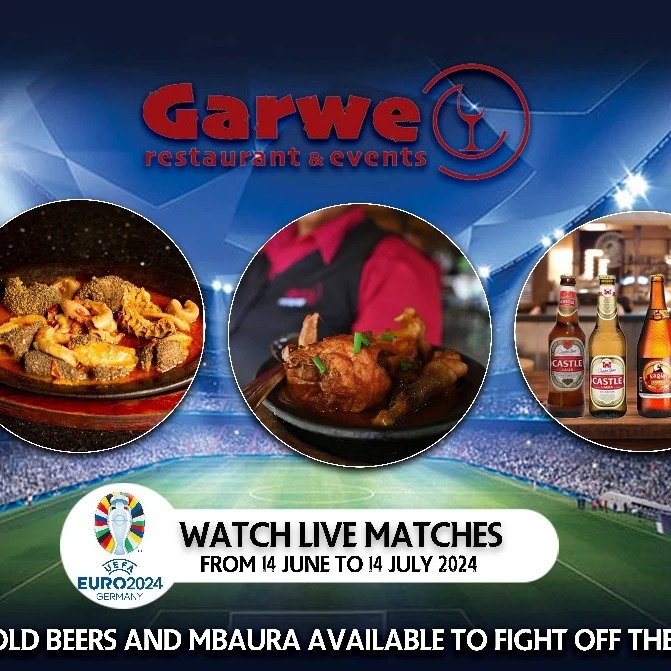 Garwe
restaurant & events
CASTLE
CASTLE
WATCH LIVE MATCHES
FROM 14 JUNE TO 14 JULY 2024
UEFA
EURO2024
GERMANY
OLD BEERS AND MBAURA AVAILABLE TO FIGHT OFF THE